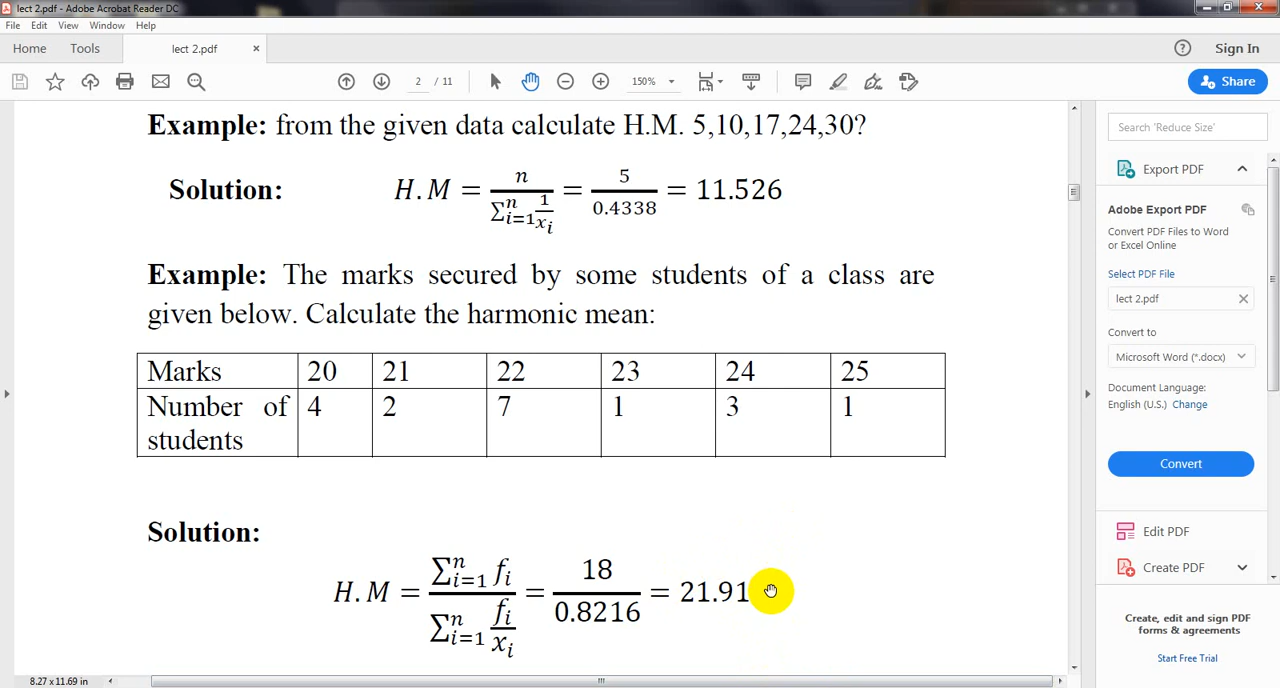 lect 2.pdf - Adobe Acrobat Reader DC
File Edit View Window Help
Home Tools lect 2.pdf × Sign In
2 / 11 150% Share
Example: from the given data calculate H.M. 5,10,17,24,30?
Solution: H.M = n / ∑ⁿᵢ₌₁ 1/xᵢ = 5 / 0.4338 = 11.526
Example: The marks secured by some students of a class are
given below. Calculate the harmonic mean:
Marks 20 21 22 23 24 25
Number of 4 2 7 1 3 1
students
Solution:
H.M = ∑ⁿᵢ₌₁ fᵢ / ∑ⁿᵢ₌₁ fᵢ/xᵢ = 18 / 0.8216 = 21.91
8.27 x 11.69 in
Search 'Reduce Size'
Export PDF
Adobe Export PDF
Convert PDF Files to Word
or Excel Online
Select PDF File
lect 2.pdf
Convert to
Microsoft Word (*.docx)
Document Language:
English (U.S.) Change
Convert
Edit PDF
Create PDF
Create, edit and sign PDF
forms & agreements
Start Free Trial